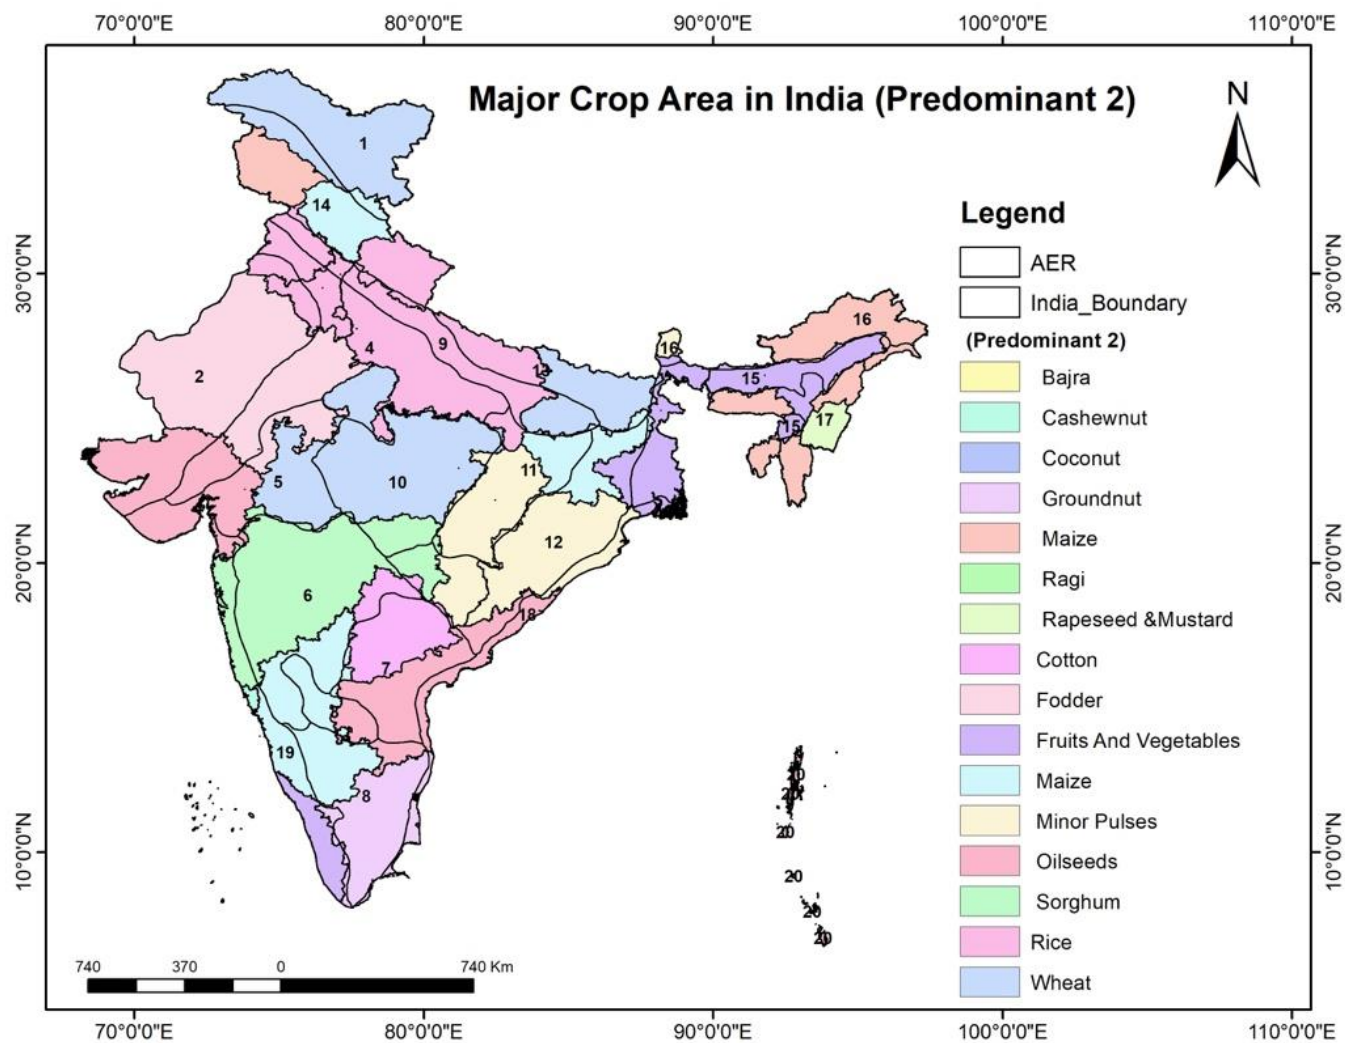 70°0'0"E 80°0'0"E 90°0'0"E 100°0'0"E 110°0'0"E
Major Crop Area in India (Predominant 2)
N
30°0'0"N
20°0'0"N
10°0'0"N
30°0'0"N
20°0'0"N
10°0'0"N
1
14
2
4
9
13
16
16
15
15
17
5
10
11
12
6
7
18
19
8
20
20
20
20
20
20
Legend
AER
India_Boundary
(Predominant 2)
Bajra
Cashewnut
Coconut
Groundnut
Maize
Ragi
Rapeseed &Mustard
Cotton
Fodder
Fruits And Vegetables
Maize
Minor Pulses
Oilseeds
Sorghum
Rice
Wheat
740 370 0 740 Km
70°0'0"E 80°0'0"E 90°0'0"E 100°0'0"E 110°0'0"E